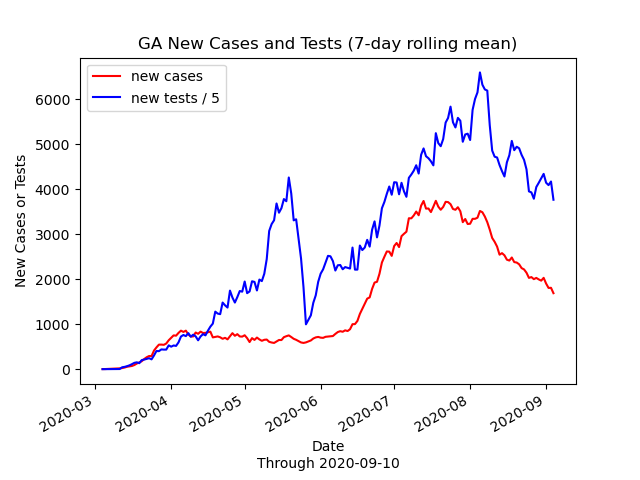 GA New Cases and Tests (7-day rolling mean)
new cases
new tests / 5
New Cases or Tests
6000
5000
4000
3000
2000
1000
0
2020-03
2020-04
2020-05
2020-06
2020-07
2020-08
2020-09
Date
Through 2020-09-10